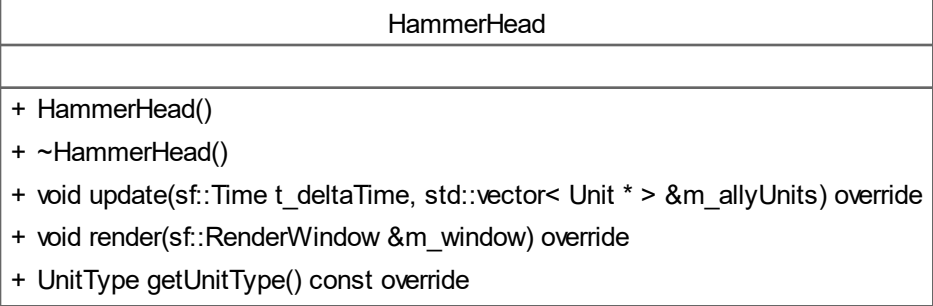 HammerHead
+ HammerHead()
+ ~HammerHead()
+ void update(sf::Time t_deltaTime, std::vector< Unit * > &m_allyUnits) override
+ void render(sf::RenderWindow &m_window) override
+ UnitType getUnitType() const override